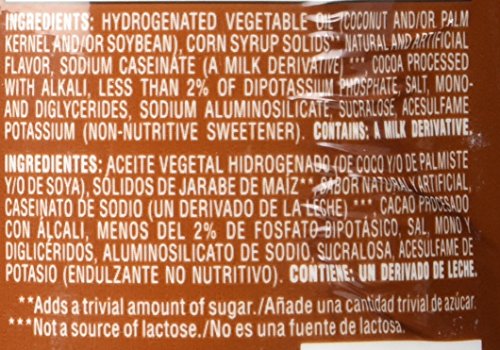 INGREDIENTS: HYDROGENATED VEGETABLE OIL (COCONUT AND/OR PALM
KERNEL AND/OR SOYBEAN), CORN SYRUP SOLIDS** NATURAL AND ARTIFICIAL
FLAVOR, SODIUM CASEINATE (A MILK DERIVATIVE *** COCOA PROCESSED
WITH ALKALI, LESS THAN 2% OF DIPOTASSIUM PHOSPHATE, SALT, MONO-
AND DIGLYCERIDES, SODIUM ALUMINOSILICATE, SUCRALOSE, ACESULFAME
POTASSIUM (NON-NUTRITIVE SWEETENER). CONTAINS: A MILK DERIVATIVE.
INGREDIENTES: ACEITE VEGETAL HIDROGENADO (DE COCO Y/O DE PALMISTE
Y/O DE SOYA), SÓLIDOS DE JARABE DE MAIZ** SABOR NATURAL Y ARTIFICIAL,
CASEINATO DE SODIO (UN DERIVADO DE LA LECHE) *** CACAO PROCESADO
CON ÁLCALI, MENOS DEL 2% DE FOSFATO BIPOTÁSICO, SAL, MONO Y
DIGLICÉRIDOS, ALUMINOSILICATO DE SODIO, SUCRALOSA, ACESULFAME DE
POTASIO (ENDULZANTE NO NUTRITIVO). CONTIENE: UN DERIVADO DE LECHE.
**Adds a trivial amount of sugar./Añade una cantidad trivial de azúcar.
***Not a source of lactose./No es una fuente de lactosa.